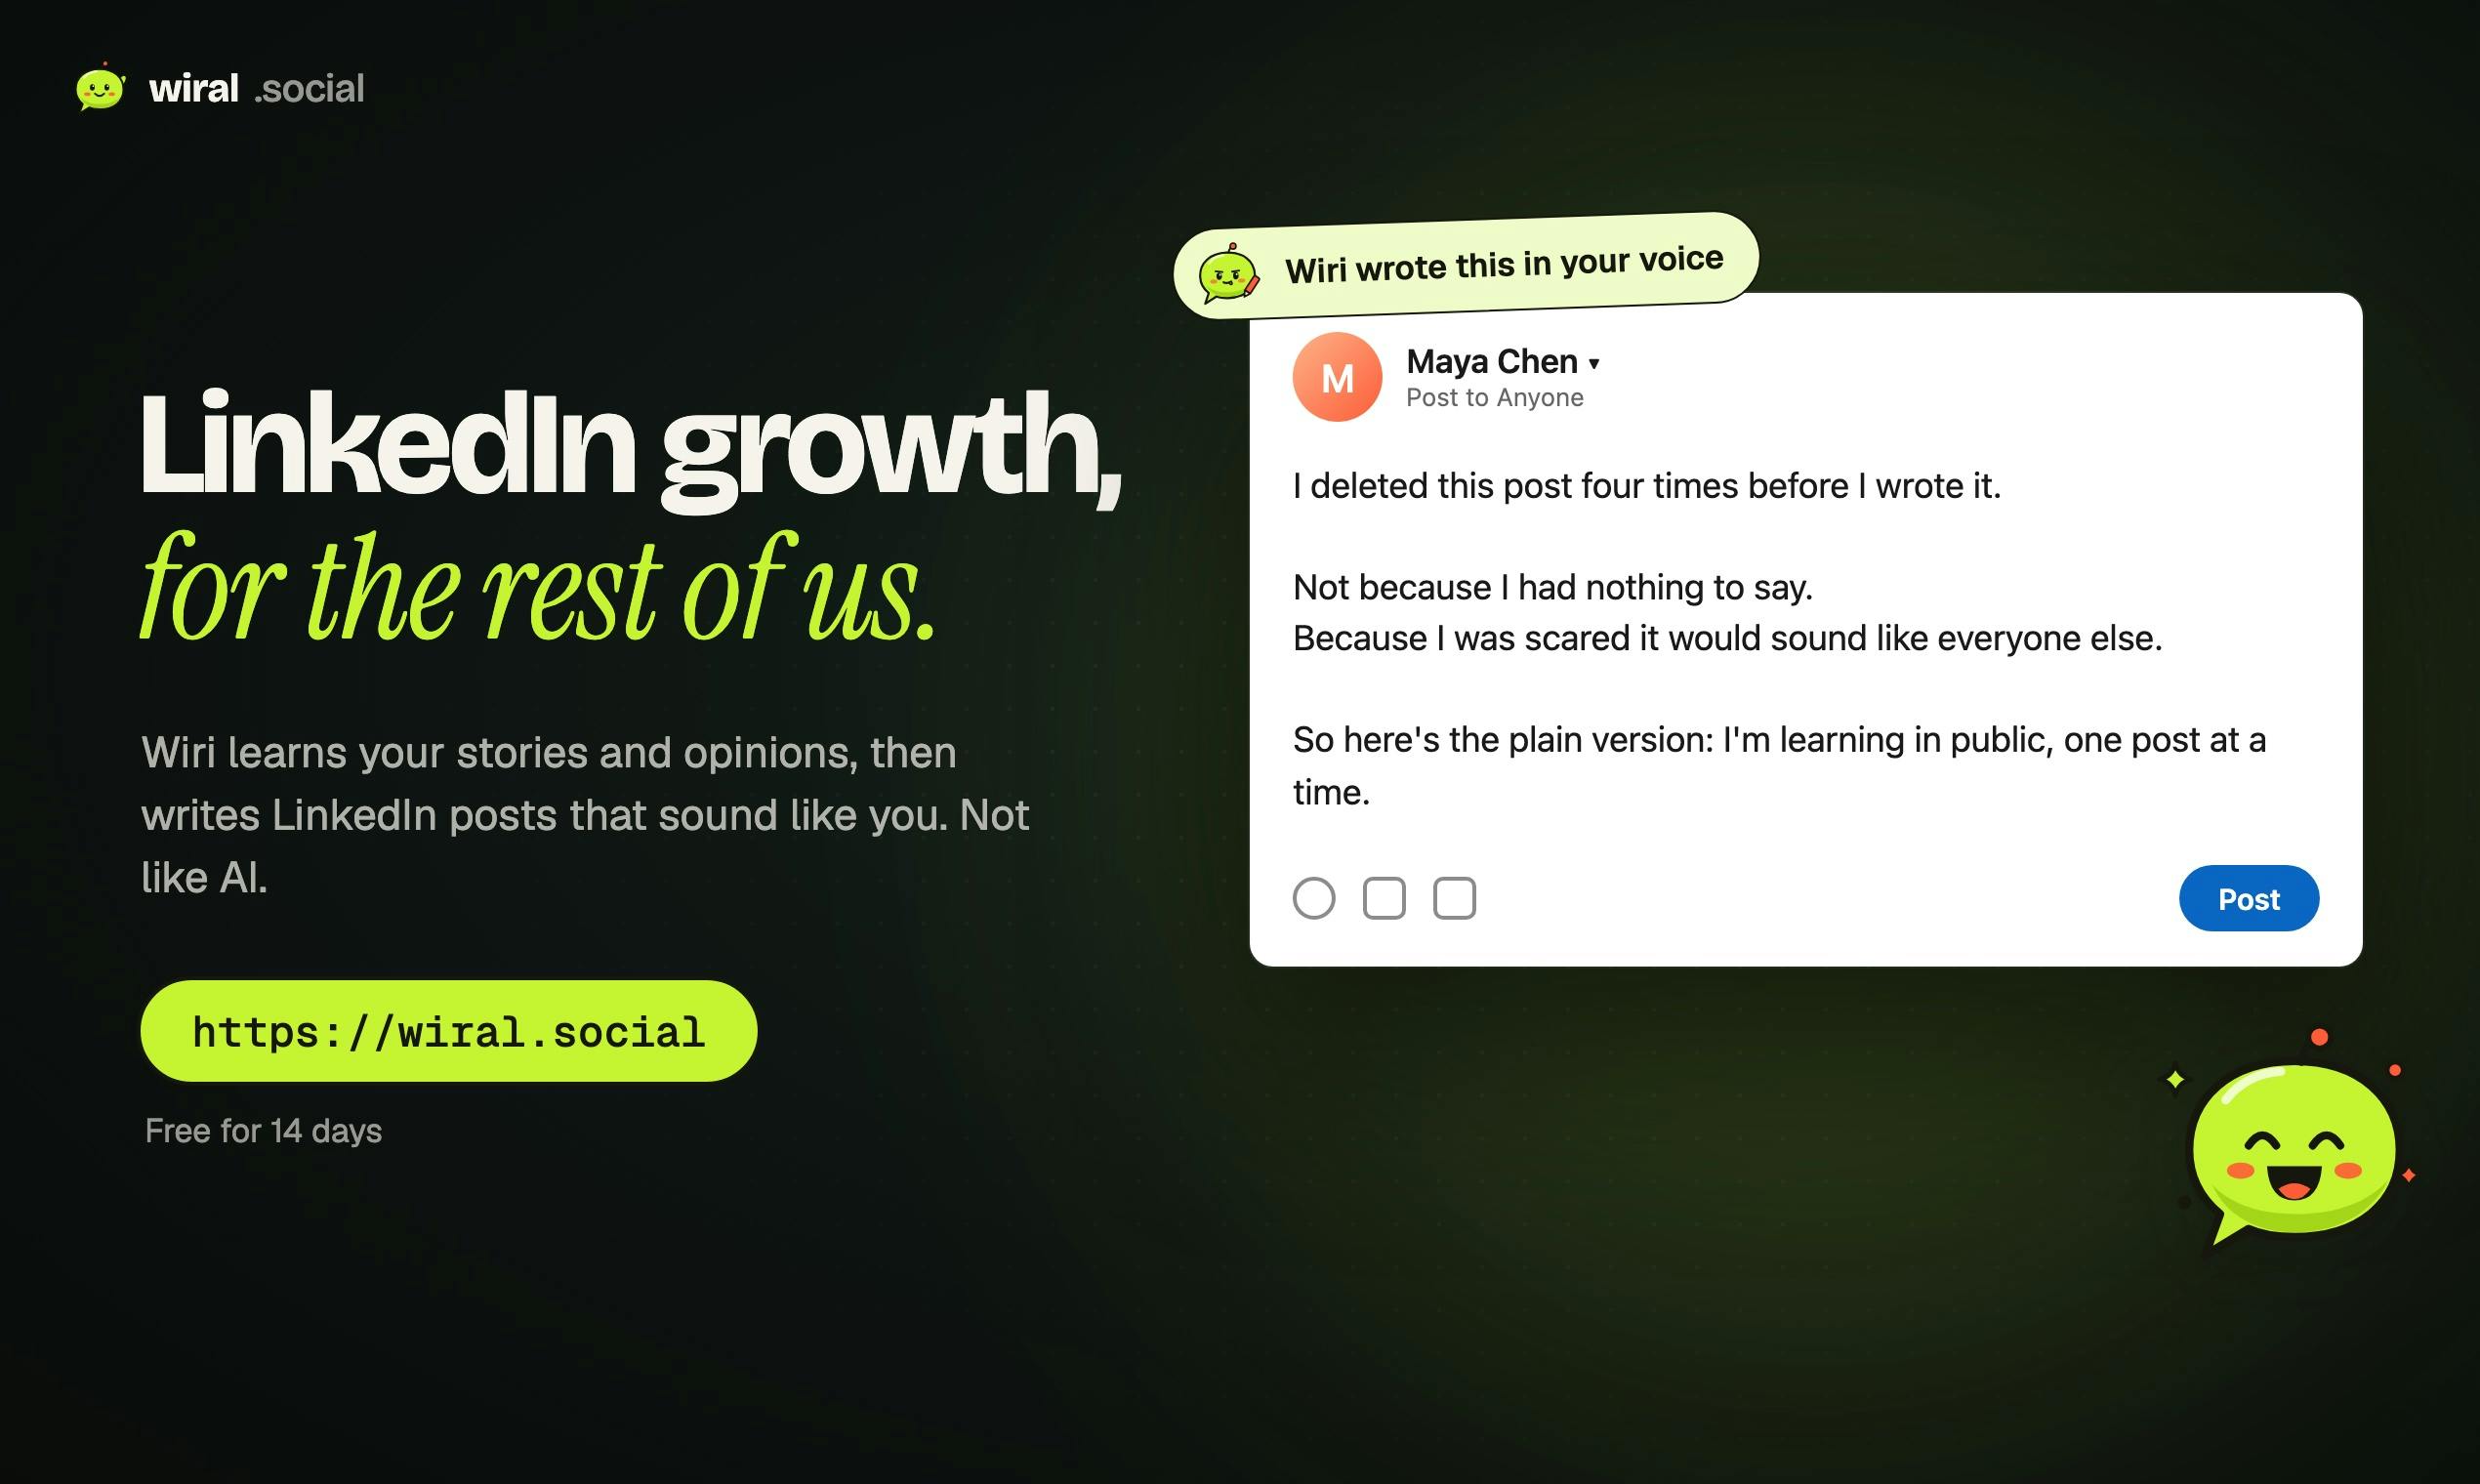 wiral .social
LinkedIn growth,
for the rest of us.
Wiri learns your stories and opinions, then
writes LinkedIn posts that sound like you. Not
like AI.
https://wiral.social
Free for 14 days
Wiri wrote this in your voice
M
Maya Chen ▾
Post to Anyone
I deleted this post four times before I wrote it.
Not because I had nothing to say.
Because I was scared it would sound like everyone else.
So here's the plain version: I'm learning in public, one post at a
time.
Post